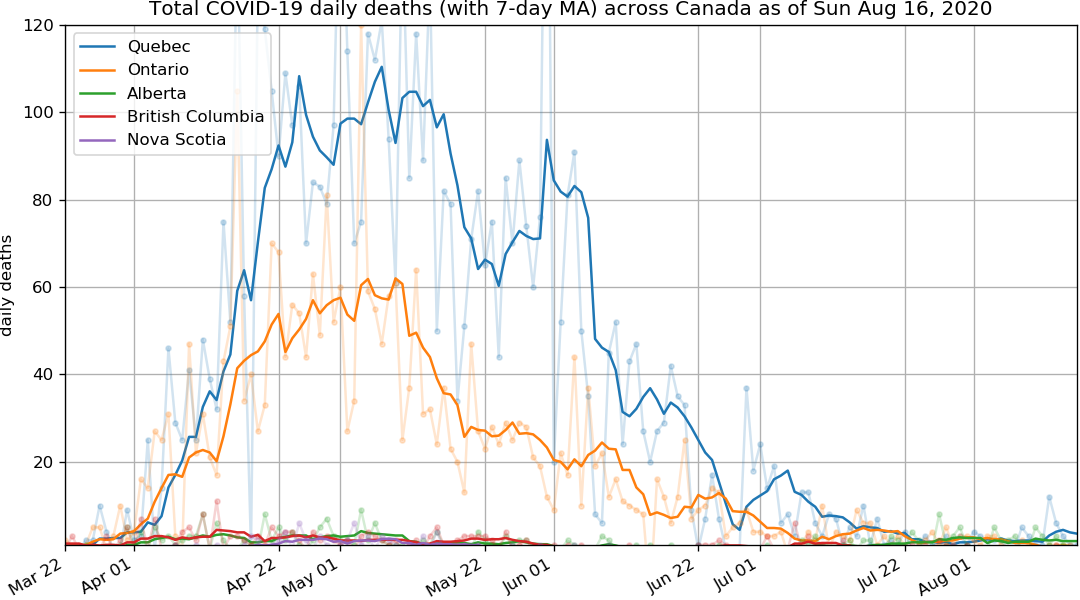 Total COVID-19 daily deaths (with 7-day MA) across Canada as of Sun Aug 16, 2020
daily deaths
120
100
80
60
40
20
Quebec
Ontario
Alberta
British Columbia
Nova Scotia
Mar 22 Apr 01 Apr 22 May 01 May 22 Jun 01 Jun 22 Jul 01 Jul 22 Aug 01